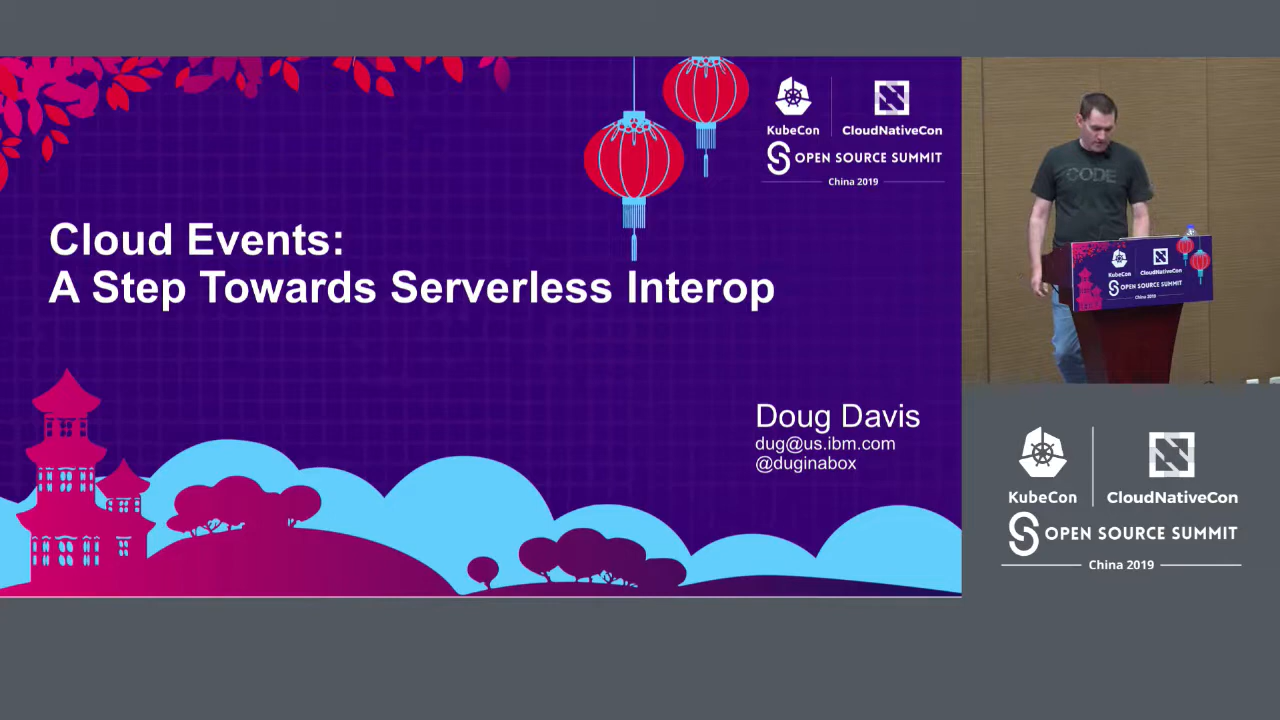 KubeCon
CloudNativeCon
OPEN SOURCE SUMMIT
China 2019
Cloud Events:
A Step Towards Serverless Interop
Doug Davis
dug@us.ibm.com
@duginabox
CODE
KubeCon
CloudNativeCon
OPEN SOURCE SUMMIT
China 2019
KubeCon
CloudNativeCon
OPEN SOURCE SUMMIT
China 2019